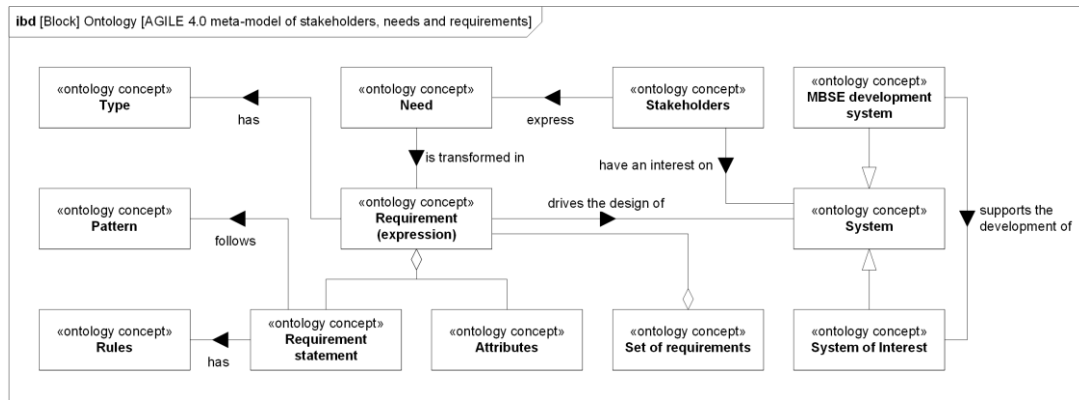 ibd [Block] Ontology [AGILE 4.0 meta-model of stakeholders, needs and requirements]
«ontology concept»
Type
has
«ontology concept»
Need
express
«ontology concept»
Stakeholders
«ontology concept»
MBSE development
system
is transformed in
have an interest on
«ontology concept»
Pattern
follows
«ontology concept»
Requirement
(expression)
drives the design of
«ontology concept»
System
supports the
development of
«ontology concept»
Rules
has
«ontology concept»
Requirement
statement
«ontology concept»
Attributes
«ontology concept»
Set of requirements
«ontology concept»
System of Interest